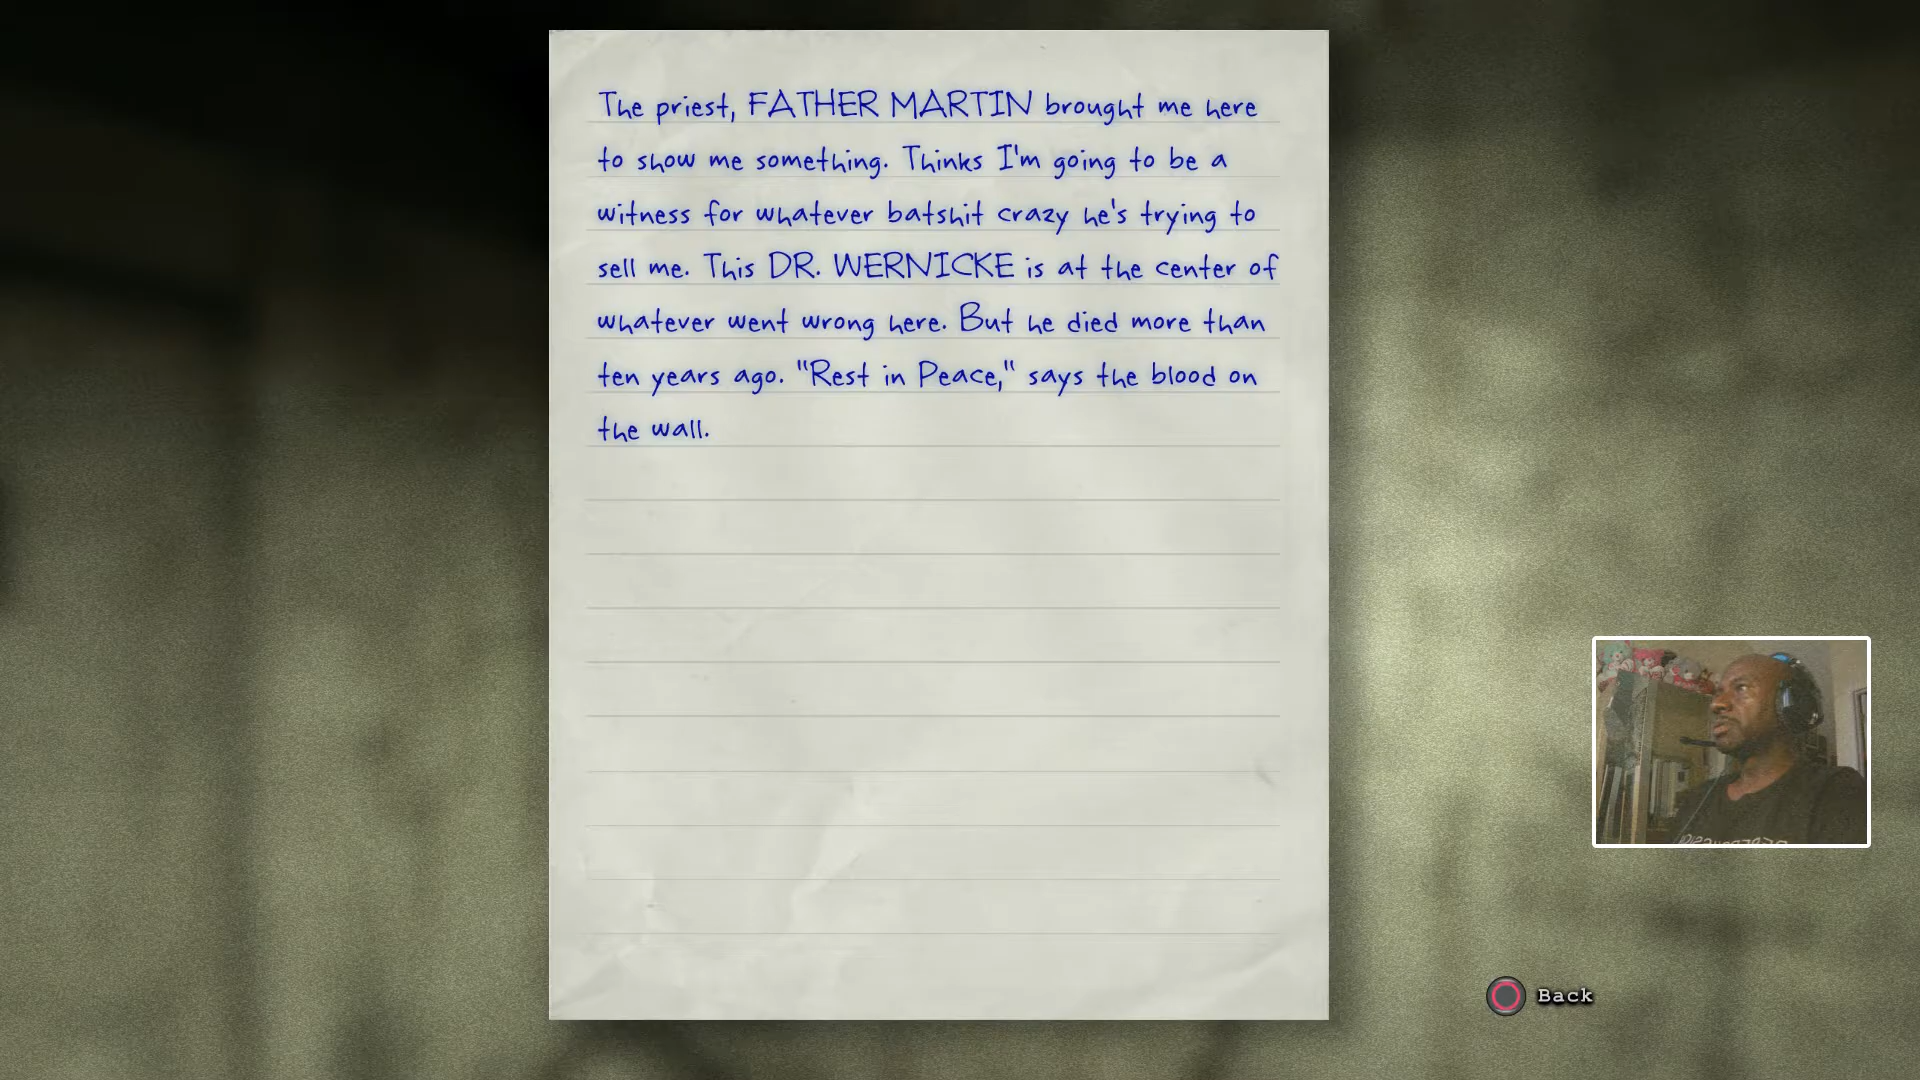 The priest, FATHER MARTIN brought me here
to show me something. Thinks I'm going to be a
witness for whatever batshit crazy he's trying to
sell me. This DR. WERNICKE is at the center of
whatever went wrong here. But he died more than
ten years ago. "Rest in Peace," says the blood on
the wall.
Back